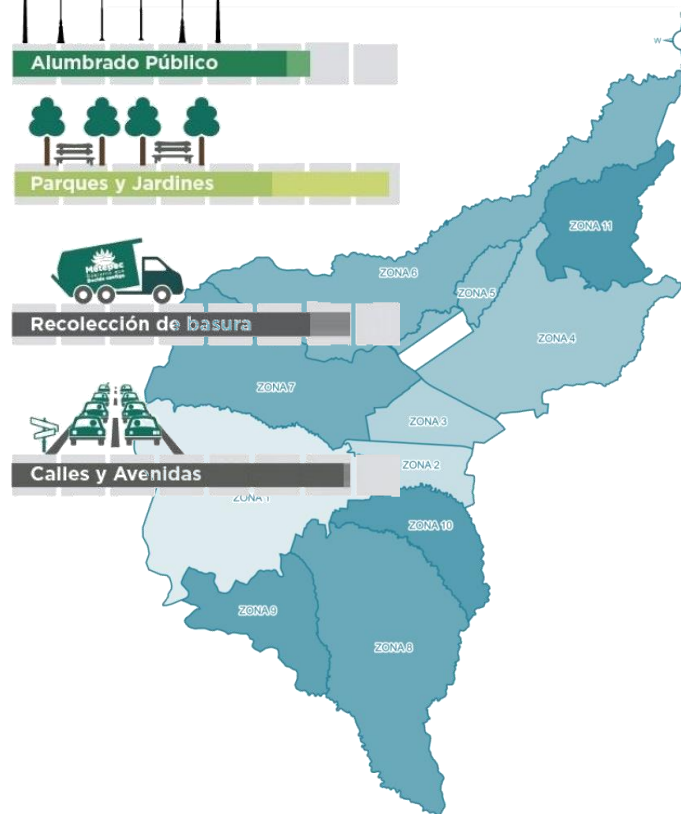 W
Alumbrado Público
Parques y Jardines
ZONA 11
ZONA 6
ZONA 5
Metepec
Recolección de basura
ZONA 4
ZONA 7
ZONA 3
ZONA 2
Calles y Avenidas
ZONA 1
ZONA 10
ZONA 9
ZONA 8